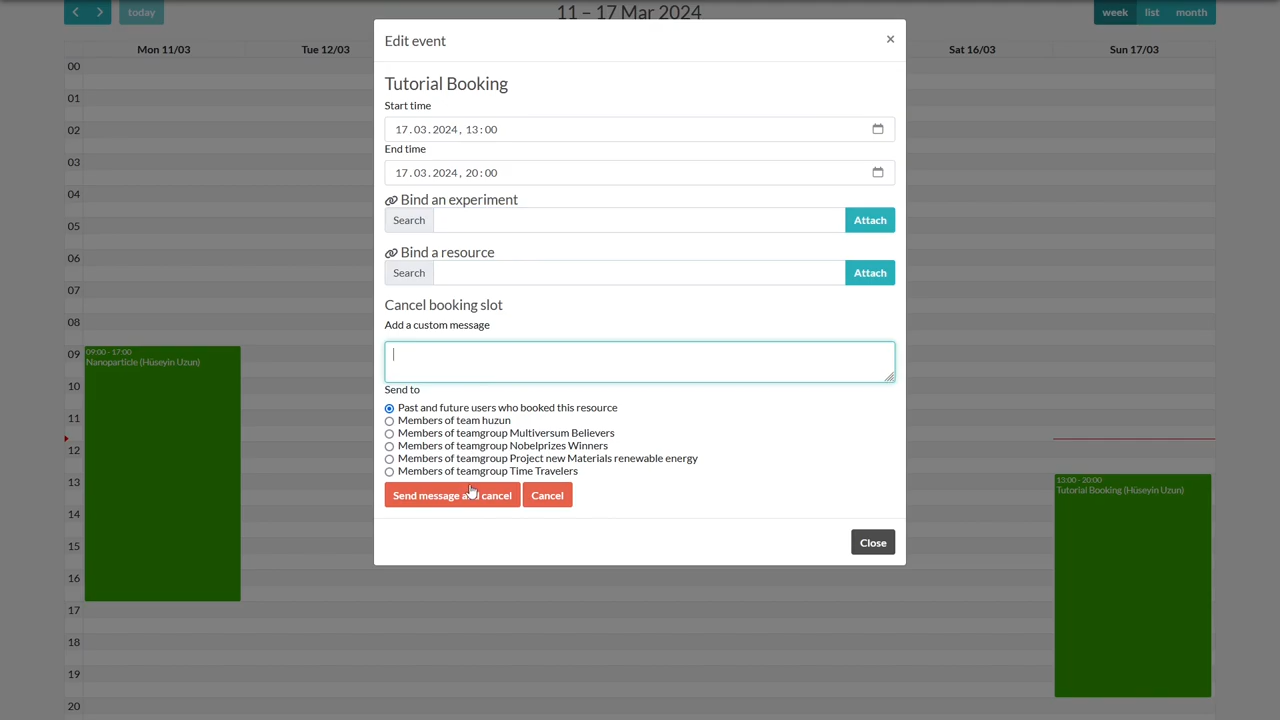 today
11 – 17 Mar 2024
week
list
month
Mon 11/03
Tue 12/03
Sat 16/03
Sun 17/03
00
01
02
03
04
05
06
07
08
09
10
11
12
13
14
15
16
17
18
19
20
09:00 - 17:00
Nanoparticle (Hüseyin Uzun)
13:00 - 20:00
Tutorial Booking (Hüseyin Uzun)
Edit event
×
Tutorial Booking
Start time
17.03.2024, 13:00
End time
17.03.2024, 20:00
Bind an experiment
Search
Attach
Bind a resource
Search
Attach
Cancel booking slot
Add a custom message
Send to
Past and future users who booked this resource
Members of team huzun
Members of teamgroup Multiversum Believers
Members of teamgroup Nobelprizes Winners
Members of teamgroup Project new Materials renewable energy
Members of teamgroup Time Travelers
Send message and cancel
Cancel
Close